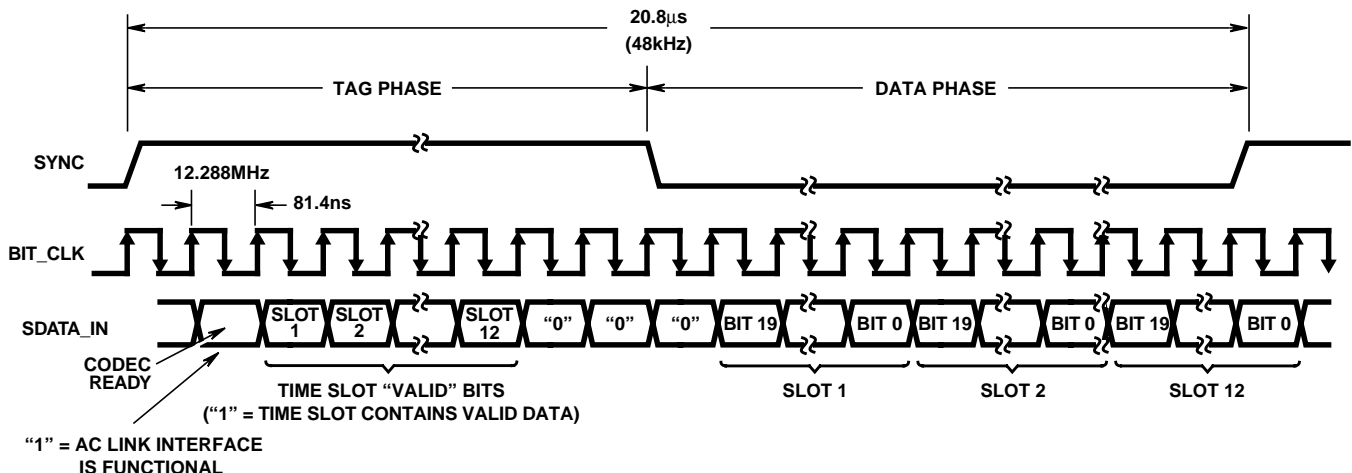 20.8µs
(48kHz)
TAG PHASE
DATA PHASE
SYNC
12.288MHz
81.4ns
BIT_CLK
SDATA_IN
SLOT
1
SLOT
2
SLOT
12
“0”
“0”
“0”
BIT 19
BIT 0
BIT 19
BIT 0
BIT 19
BIT 0
CODEC
READY
TIME SLOT “VALID” BITS
(“1” = TIME SLOT CONTAINS VALID DATA)
SLOT 1
SLOT 2
SLOT 12
“1” = AC LINK INTERFACE
IS FUNCTIONAL